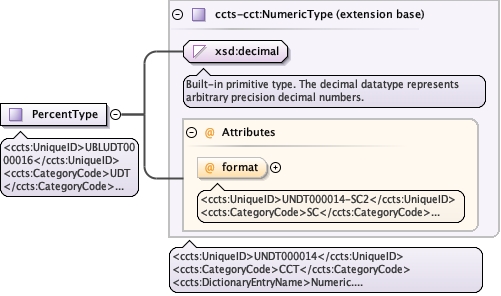 ccts-cct:NumericType (extension base)
xsd:decimal
Built-in primitive type. The decimal datatype represents
arbitrary precision decimal numbers.
PercentType
<ccts:UniqueID>UBLUDT00
00016</ccts:UniqueID>
<ccts:CategoryCode>UDT
</ccts:CategoryCode>...
@ Attributes
@ format
<ccts:UniqueID>UNDT000014-SC2</ccts:UniqueID>
<ccts:CategoryCode>SC</ccts:CategoryCode>...
<ccts:UniqueID>UNDT000014</ccts:UniqueID>
<ccts:CategoryCode>CCT</ccts:CategoryCode>
<ccts:DictionaryEntryName>Numeric....